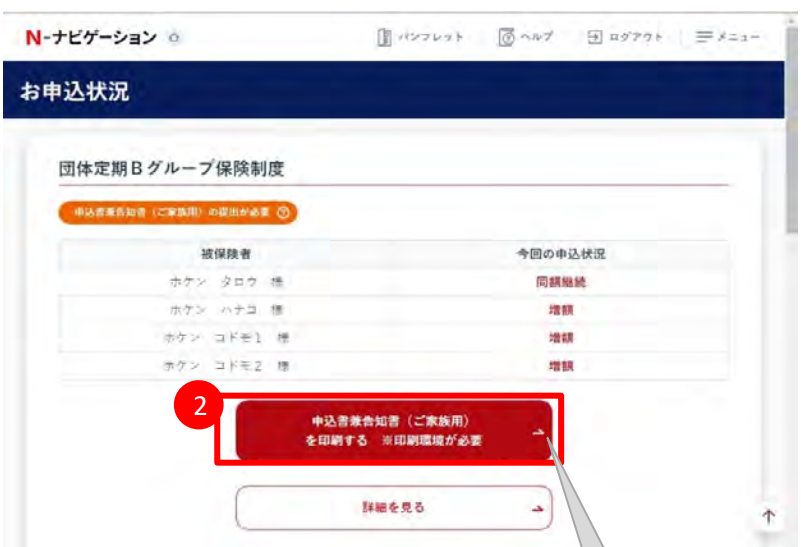 N-ナビゲーション
パンフレット ヘルプ ログアウト メニュー
お申込状況
団体定期Bグループ保険制度
申込書兼告知書（ご家族用）の提出が必要
被保険者 今回の申込状況
ホケン タロウ 様 同額継続
ホケン ハナコ 様 増額
ホケン コドモ1 様 増額
ホケン コドモ2 様 増額
2
申込書兼告知書（ご家族用）
を印刷する ※印刷環境が必要
詳細を見る